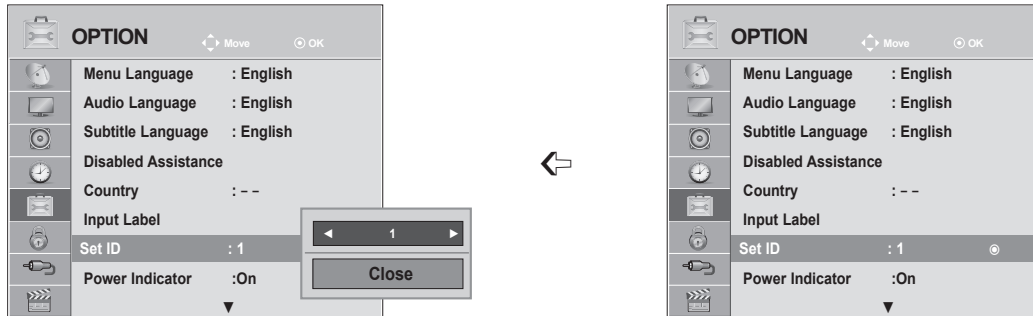 OPTION Move OK
Menu Language : English
Audio Language : English
Subtitle Language : English
Disabled Assistance
Country : – –
Input Label
Set ID : 1
Power Indicator :On
▼
◄ 1 ►
Close
OPTION Move OK
Menu Language : English
Audio Language : English
Subtitle Language : English
Disabled Assistance
Country : – –
Input Label
Set ID : 1
Power Indicator :On
▼